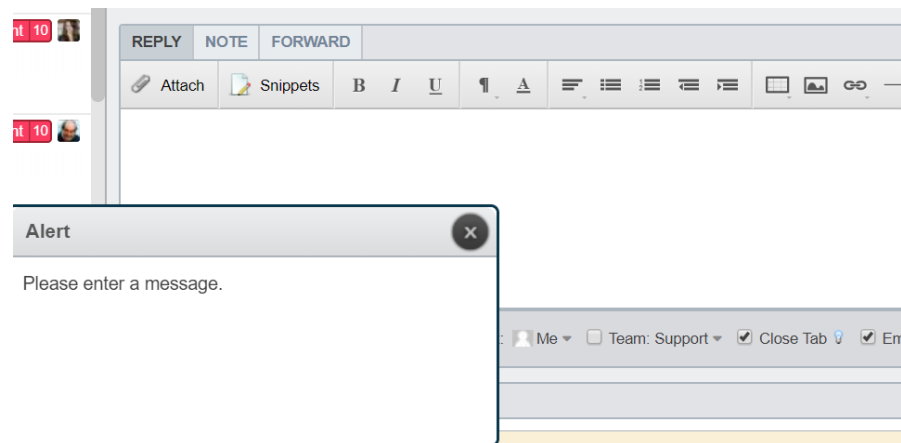 nt 10
REPLY NOTE FORWARD
Attach Snippets B I U ¶ A
nt 10
Alert
Please enter a message.
: Me Team: Support Close Tab Em